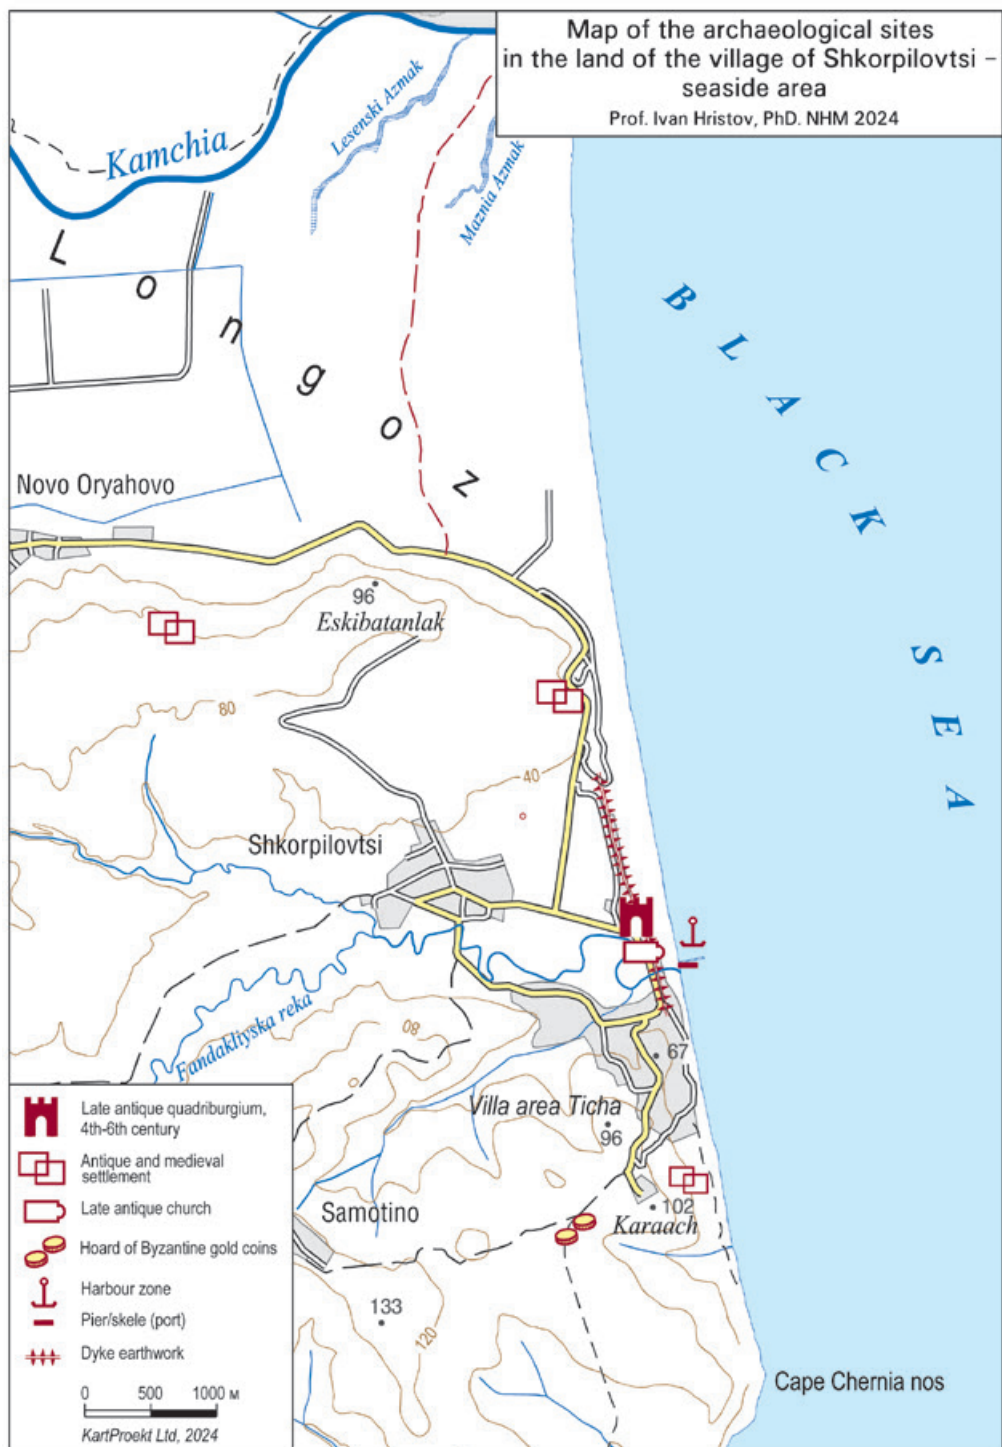 Map of the archaeological sites
in the land of the village of Shkorpilovtsi –
seaside area
Prof. Ivan Hristov, PhD. NHM 2024
Kamchia
Lesenski Azmak
Maznia Azmak
Longoz
BLACK SEA
Novo Oryahovo
96
Eskibatanlak
80
40
Shkorpilovtsi
Fandakliyska reka
80
67
Villa area Ticha
96
Samotino
102
Karaach
133
120
Cape Chernia nos
Late antique quadriburgium,
4th-6th century
Antique and medieval
settlement
Late antique church
Hoard of Byzantine gold coins
Harbour zone
Pier/skele (port)
Dyke earthwork
0 500 1000 м
KartProekt Ltd, 2024